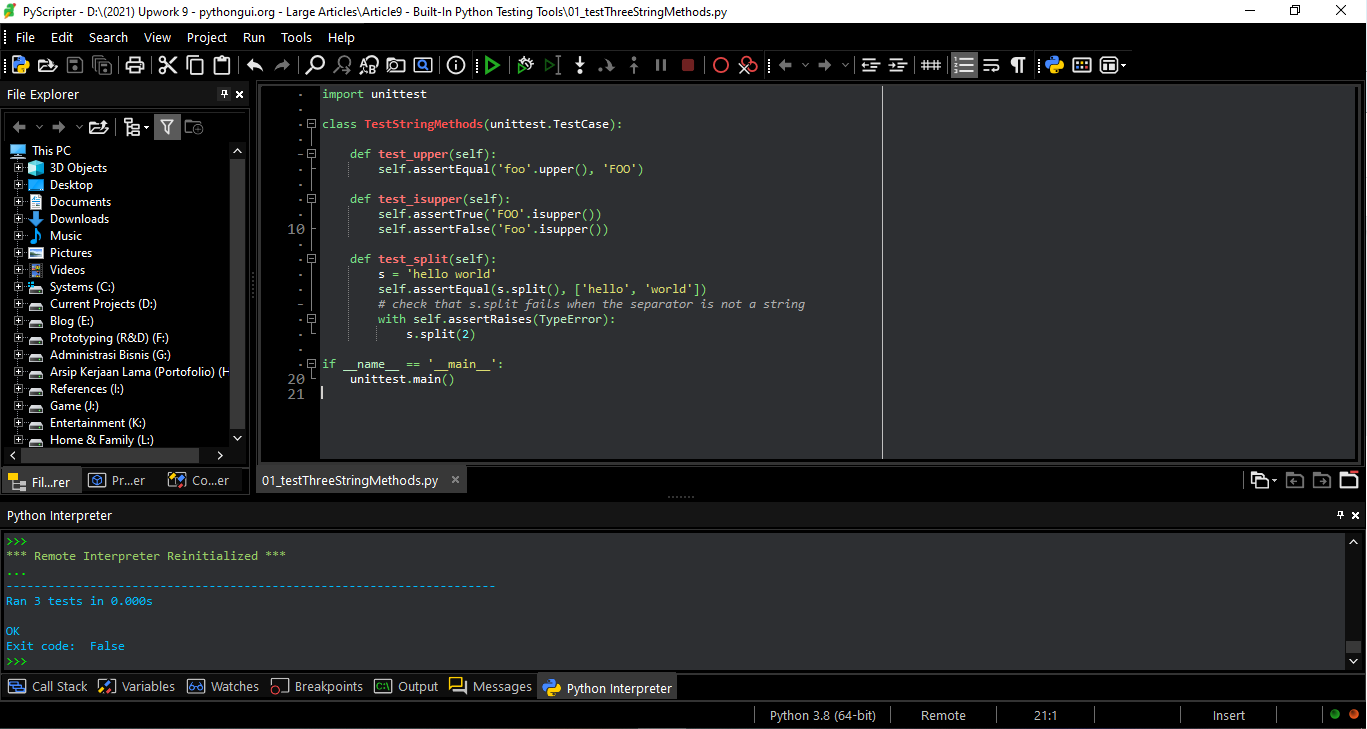 PyScripter - D:\(2021) Upwork 9 - pythongui.org - Large Articles\Article9 - Built-In Python Testing Tools\01_testThreeStringMethods.py
File Edit Search View Project Run Tools Help
File Explorer
This PC
3D Objects
Desktop
Documents
Downloads
Music
Pictures
Videos
Systems (C:)
Current Projects (D:)
Blog (E:)
Prototyping (R&D) (F:)
Administrasi Bisnis (G:)
Arsip Kerjaan Lama (Portofolio) (H
References (I:)
Game (J:)
Entertainment (K:)
Home & Family (L:)
Fil...rer Pr...er Co...er
import unittest
class TestStringMethods(unittest.TestCase):
def test_upper(self):
self.assertEqual('foo'.upper(), 'FOO')
def test_isupper(self):
self.assertTrue('FOO'.isupper())
10 self.assertFalse('Foo'.isupper())
def test_split(self):
s = 'hello world'
self.assertEqual(s.split(), ['hello', 'world'])
# check that s.split fails when the separator is not a string
with self.assertRaises(TypeError):
s.split(2)
if __name__ == '__main__':
20 unittest.main()
21
01_testThreeStringMethods.py
Python Interpreter
>>>
*** Remote Interpreter Reinitialized ***
...
----------------------------------------------------------------------
Ran 3 tests in 0.000s
OK
Exit code:  False
>>>
Call Stack Variables Watches Breakpoints Output Messages Python Interpreter
Python 3.8 (64-bit) Remote 21:1 Insert